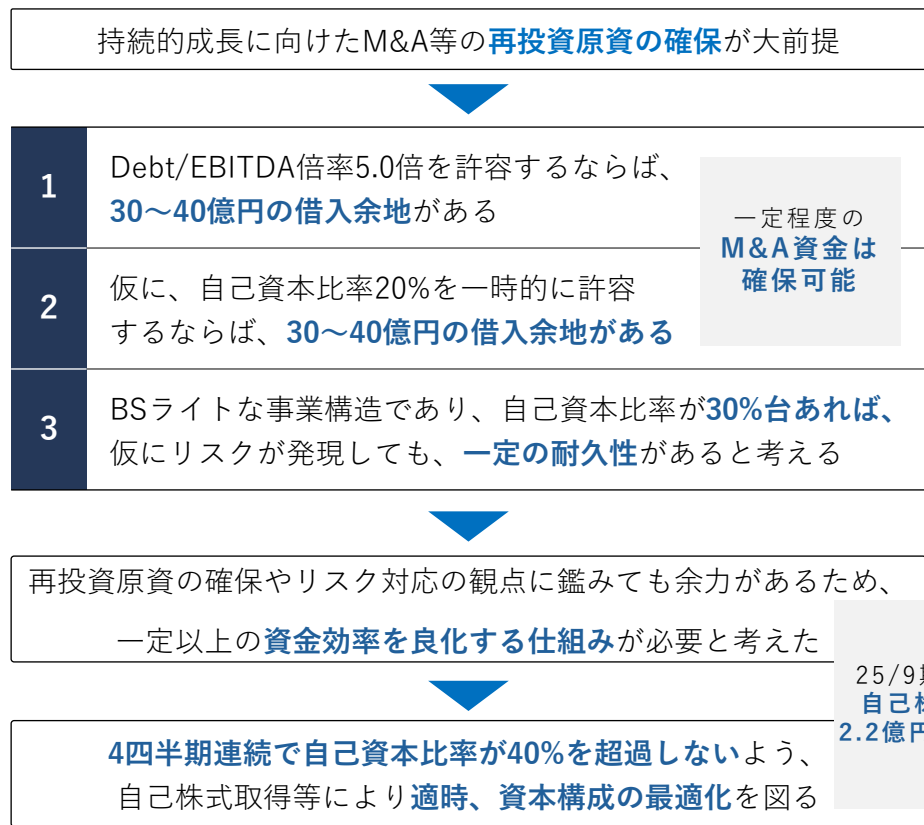 持続的成長に向けたM&A等の再投資原資の確保が大前提
1
Debt/EBITDA倍率5.0倍を許容するならば、
30～40億円の借入余地がある
一定程度の
M&A資金は
確保可能
2
仮に、自己資本比率20%を一時的に許容
するならば、30～40億円の借入余地がある
3
BSライトな事業構造であり、自己資本比率が30%台あれば、
仮にリスクが発現しても、一定の耐久性があると考える
再投資原資の確保やリスク対応の観点に鑑みても余力があるため、
一定以上の資金効率を良化する仕組みが必要と考えた
25/9期
自己株
2.2億円
4四半期連続で自己資本比率が40%を超過しないよう、
自己株式取得等により適時、資本構成の最適化を図る